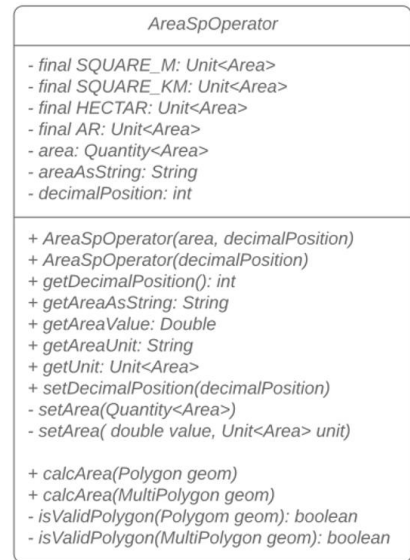 AreaSpOperator
- final SQUARE_M: Unit<Area>
- final SQUARE_KM: Unit<Area>
- final HECTAR: Unit<Area>
- final AR: Unit<Area>
- area: Quantity<Area>
- areaAsString: String
- decimalPosition: int
+ AreaSpOperator(area, decimalPosition)
+ AreaSpOperator(decimalPosition)
+ getDecimalPosition(): int
+ getAreaAsString: String
+ getAreaValue: Double
+ getAreaUnit: String
+ getUnit: Unit<Area>
+ setDecimalPosition(decimalPosition)
- setArea(Quantity<Area>)
- setArea( double value, Unit<Area> unit)
+ calcArea(Polygon geom)
+ calcArea(MultiPolygon geom)
- isValidPolygon(Polygom geom): boolean
- isValidPolygon(MultiPolygon geom): boolean